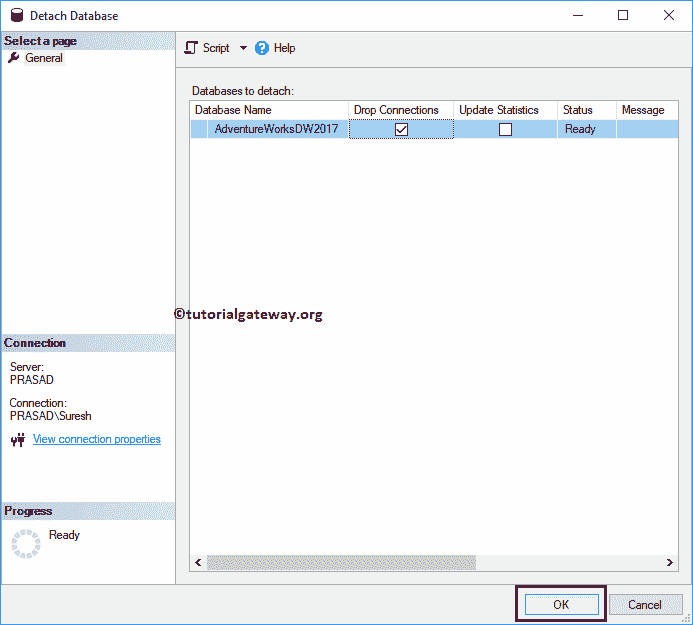 Detach Database
Select a page
General
Script
Help
Databases to detach:
Database Name Drop Connections Update Statistics Status Message
AdventureWorksDW2017 Ready
©tutorialgateway.org
Connection
Server:
PRASAD
Connection:
PRASAD\Suresh
View connection properties
Progress
Ready
OK
Cancel